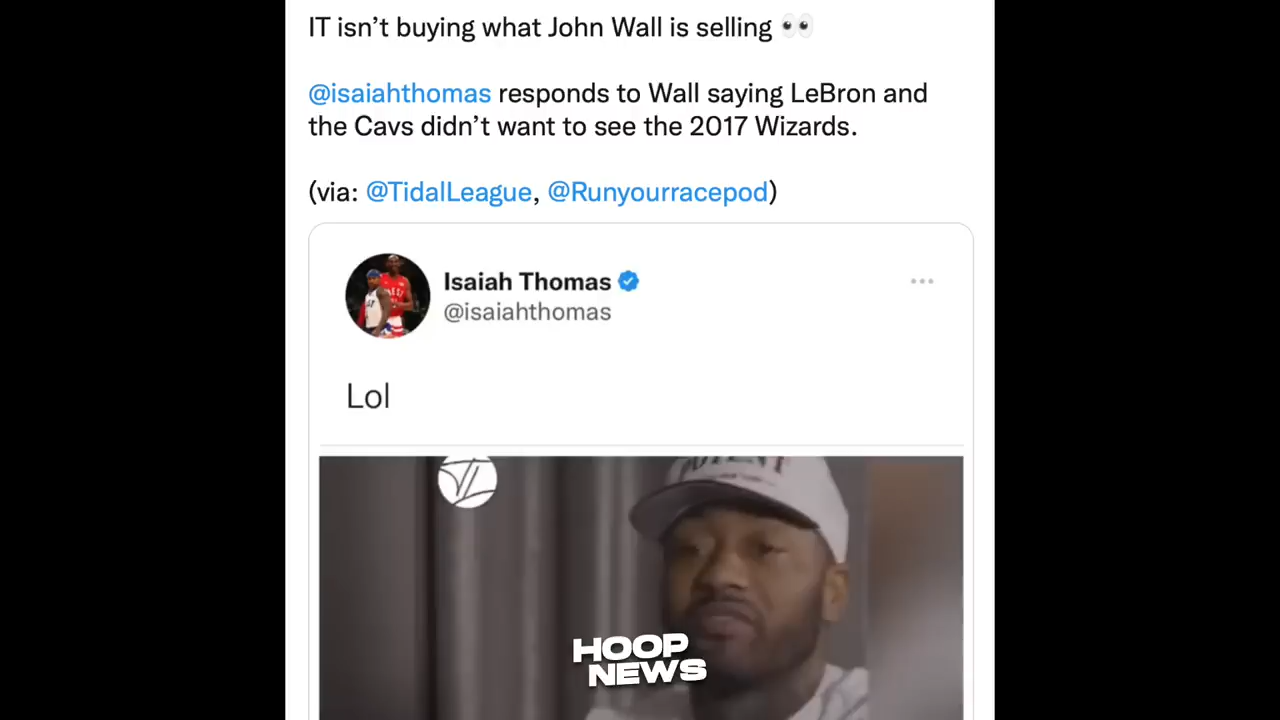 IT isn’t buying what John Wall is selling 👀
@isaiahthomas responds to Wall saying LeBron and
the Cavs didn’t want to see the 2017 Wizards.
(via: @TidalLeague, @Runyourracepod)
Isaiah Thomas
@isaiahthomas
Lol
HOOP
NEWS